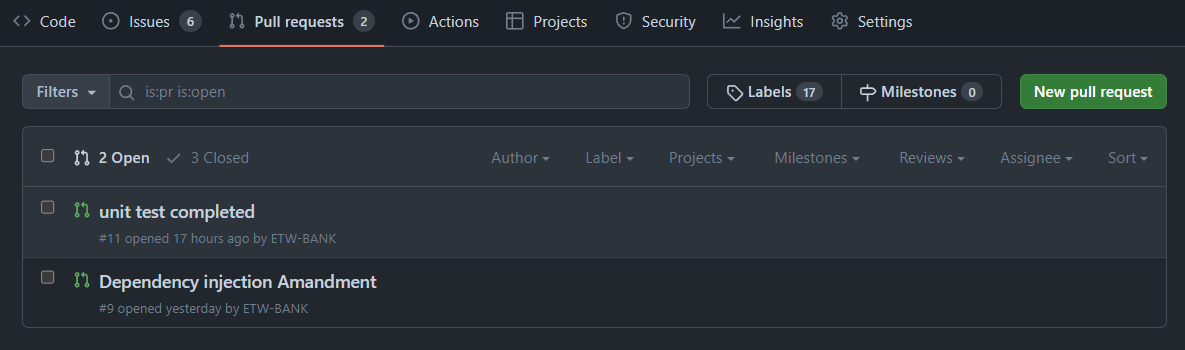 Code Issues 6 Pull requests 2 Actions Projects Security Insights Settings
Filters is:pr is:open Labels 17 Milestones 0 New pull request
2 Open 3 Closed Author Label Projects Milestones Reviews Assignee Sort
unit test completed
#11 opened 17 hours ago by ETW-BANK
Dependency injection Amandment
#9 opened yesterday by ETW-BANK